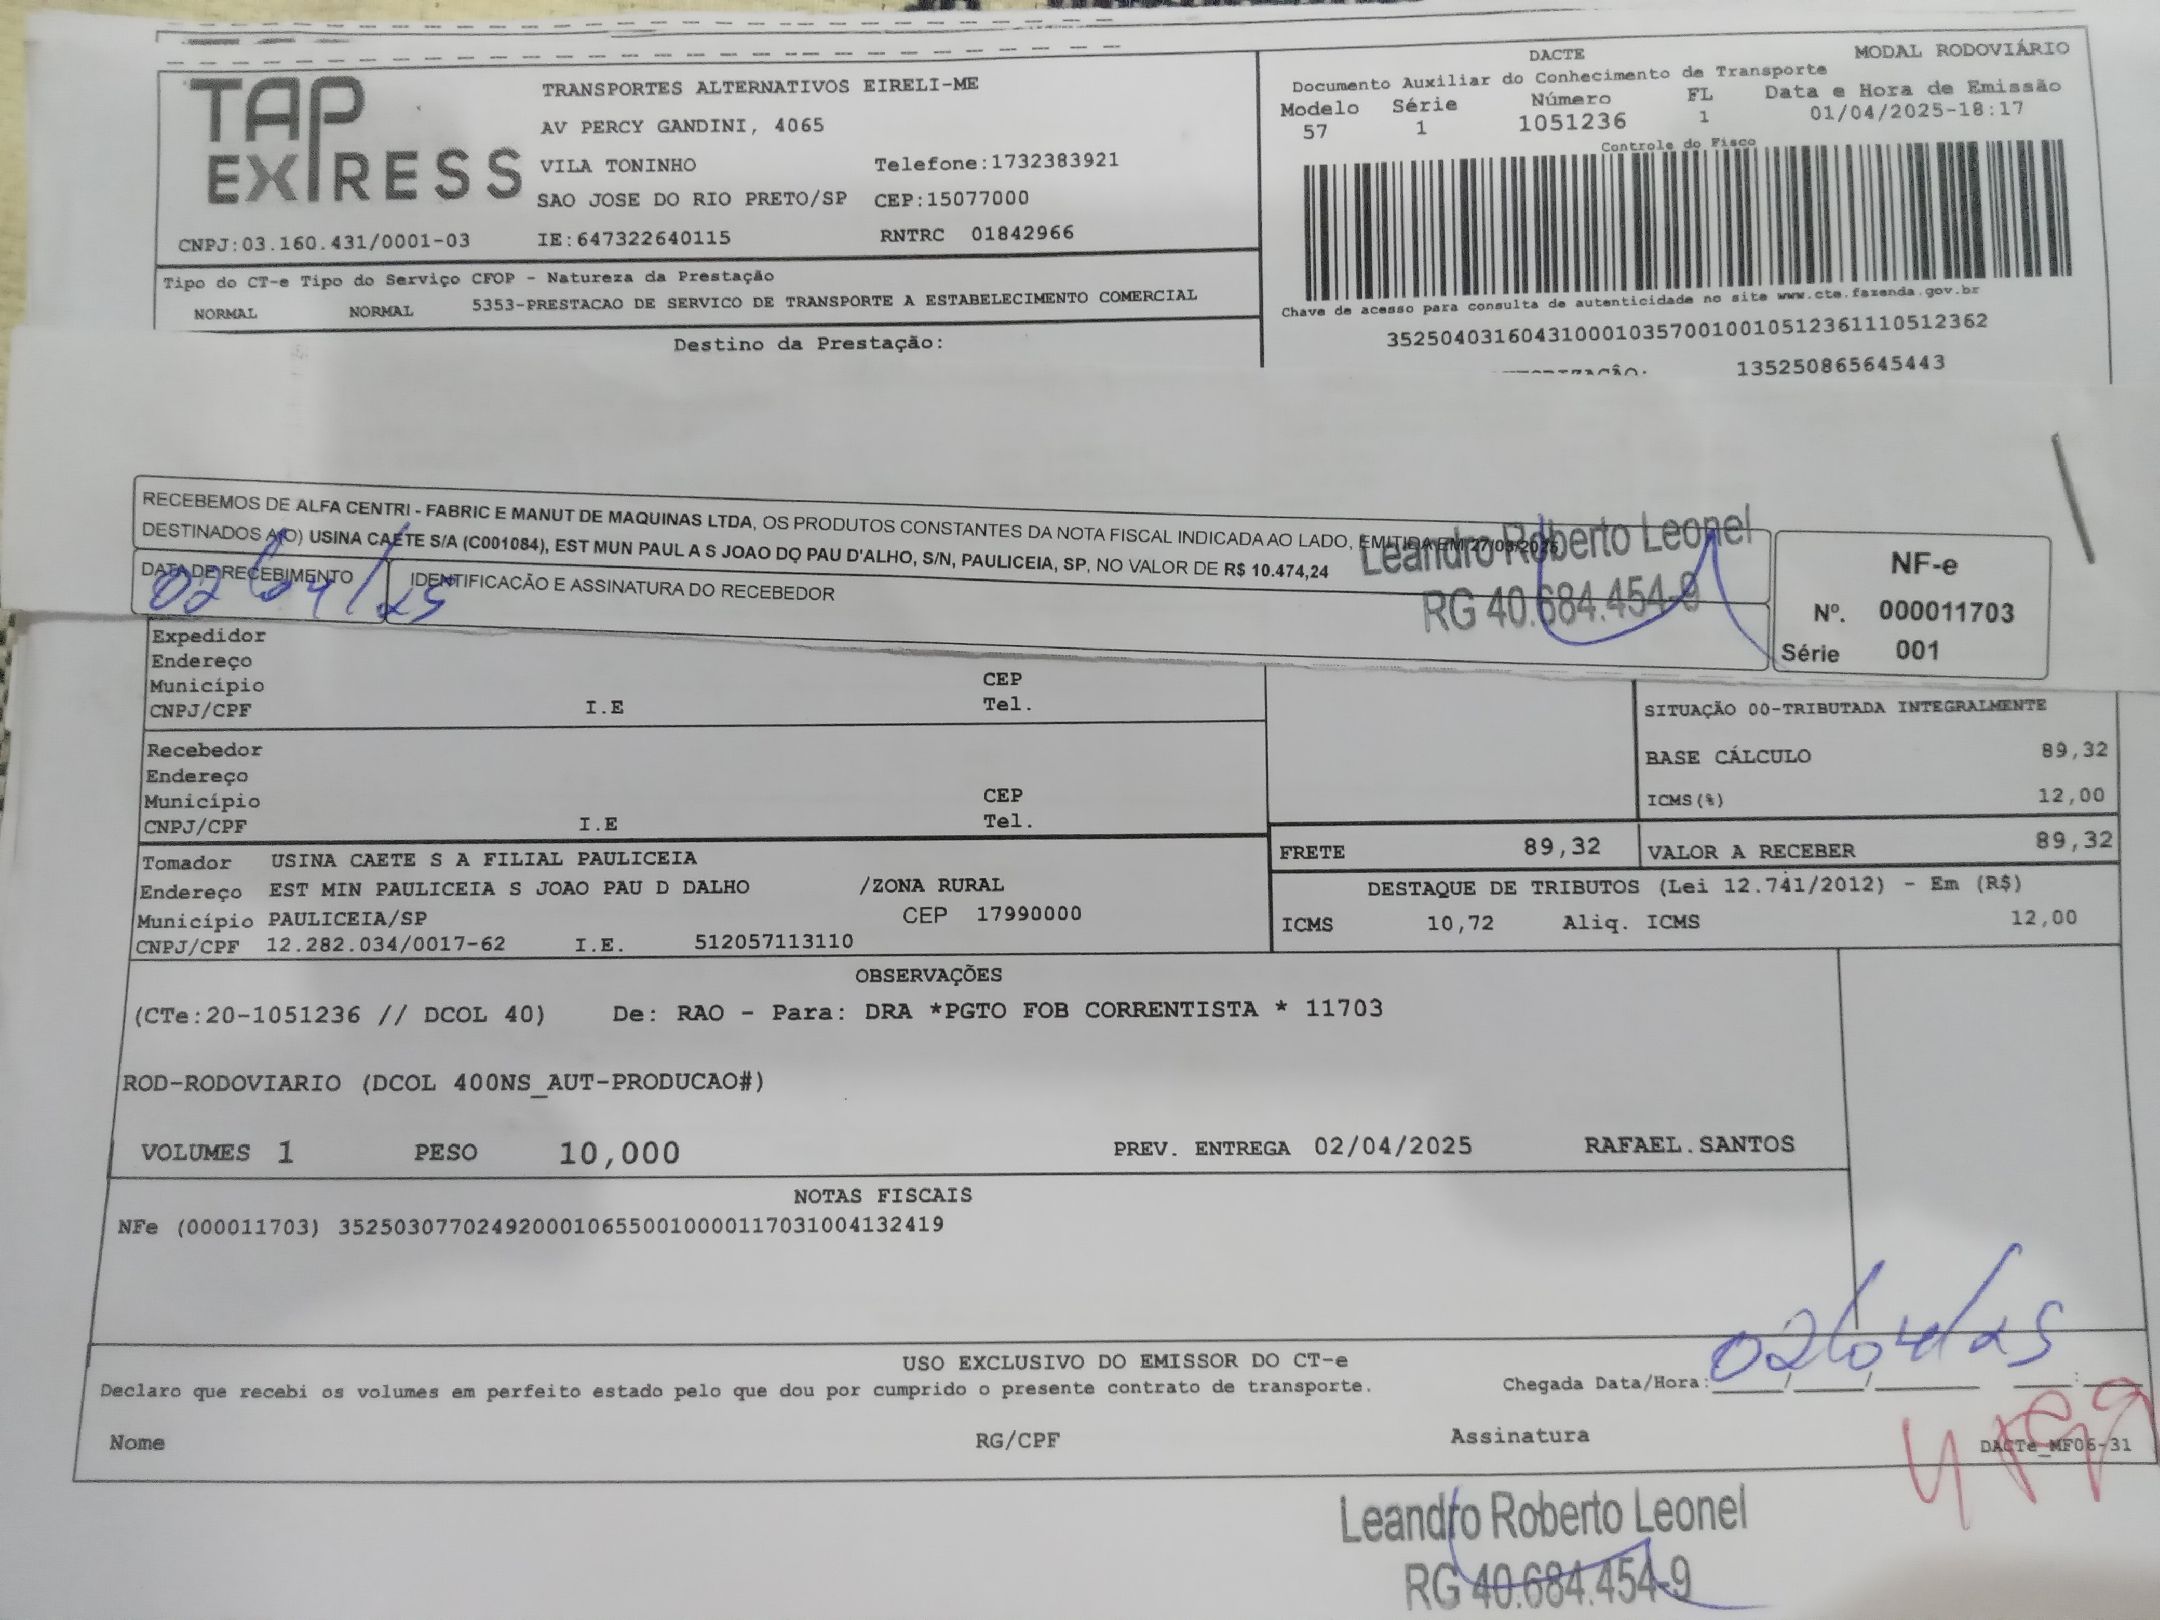 TAP EXPRESS
TRANSPORTES ALTERNATIVOS EIRELI-ME
AV PERCY GANDINI, 4065
VILA TONINHO Telefone:1732383921
SAO JOSE DO RIO PRETO/SP CEP:15077000
CNPJ:03.160.431/0001-03 IE:647322640115 RNTRC 01842966
DACTE MODAL RODOVIÁRIO
Documento Auxiliar do Conhecimento de Transporte
Modelo Série Número FL Data e Hora de Emissão
57 1 1051236 1 01/04/2025-18:17
Controle do Fisco
Chave de acesso para consulta de autenticidade no site www.cte.fazenda.gov.br
35250403160431000103570010010512361110512362
135250865645443
Tipo do CT-e Tipo do Serviço CFOP - Natureza da Prestação
NORMAL NORMAL 5353-PRESTACAO DE SERVICO DE TRANSPORTE A ESTABELECIMENTO COMERCIAL
Destino da Prestação:
RECEBEMOS DE ALFA CENTRI - FABRIC E MANUT DE MAQUINAS LTDA, OS PRODUTOS CONSTANTES DA NOTA FISCAL INDICADA AO LADO, EMITIDA EM 27/03/2025
DESTINADOS A(O) USINA CAETE S/A (C001084), EST MUN PAUL A S JOAO DO PAU D'ALHO, S/N, PAULICEIA, SP, NO VALOR DE R$ 10.474,24
DATA DE RECEBIMENTO IDENTIFICACÃO E ASSINATURA DO RECEBEDOR
02/04/25
Leandro Roberto Leonel
RG 40.684.454-9
NF-e
Nº. 000011703
Série 001
Expedidor
Endereço
Município CEP
CNPJ/CPF I.E Tel.
Recebedor
Endereço
Município CEP
CNPJ/CPF I.E Tel.
SITUAÇÃO 00-TRIBUTADA INTEGRALMENTE
BASE CÁLCULO 89,32
ICMS(%) 12,00
FRETE 89,32 VALOR A RECEBER 89,32
Tomador USINA CAETE S A FILIAL PAULICEIA
Endereço EST MIN PAULICEIA S JOAO PAU D DALHO /ZONA RURAL
Município PAULICEIA/SP CEP 17990000
CNPJ/CPF 12.282.034/0017-62 I.E. 512057113110
DESTAQUE DE TRIBUTOS (Lei 12.741/2012) - Em (R$)
ICMS 10,72 Aliq. ICMS 12,00
OBSERVAÇÕES
(CTe:20-1051236 // DCOL 40) De: RAO - Para: DRA *PGTO FOB CORRENTISTA * 11703
ROD-RODOVIARIO (DCOL 400NS_AUT-PRODUCAO#)
VOLUMES 1 PESO 10,000 PREV. ENTREGA 02/04/2025 RAFAEL.SANTOS
NOTAS FISCAIS
NFe (000011703) 35250307702492000106550010000117031004132419
USO EXCLUSIVO DO EMISSOR DO CT-e
Declaro que recebi os volumes em perfeito estado pelo que dou por cumprido o presente contrato de transporte.
Chegada Data/Hora: 02/04/25
Nome RG/CPF Assinatura DACTe_MF06-31
Leandro Roberto Leonel
RG 40.684.454-9